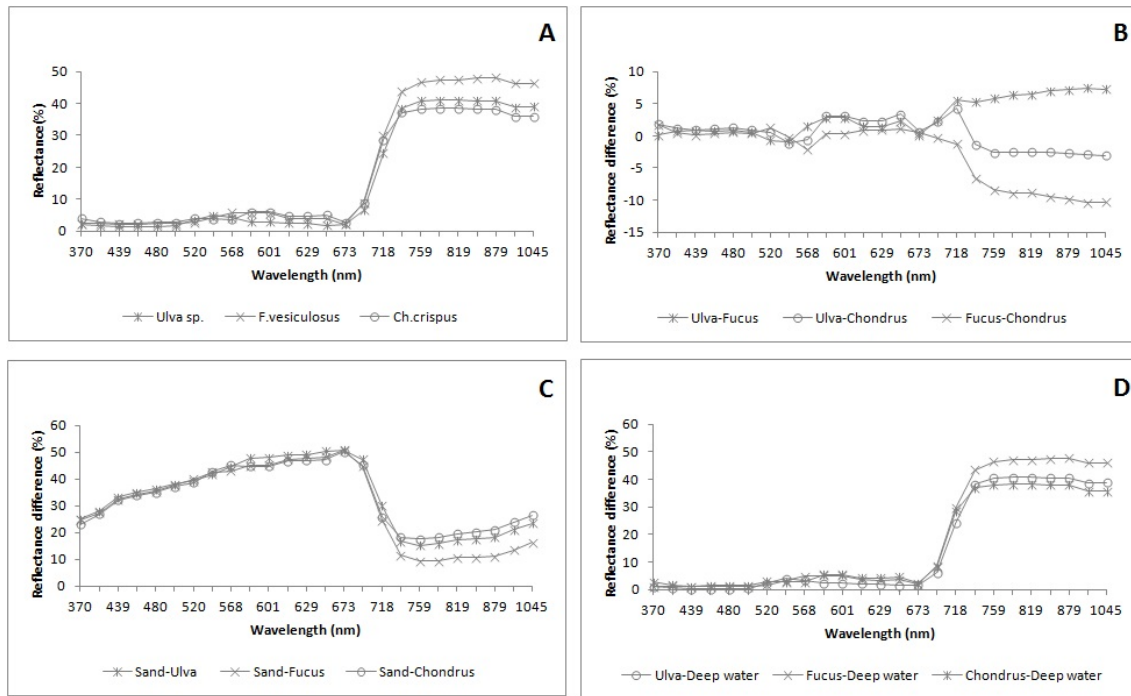 A
Reflectance(%)
50
40
30
20
10
0
370 439 480 520 568 601 629 673 718 759 819 879 1045
Wavelength (nm)
Ulva sp. F.vesiculosus Ch.crispus
B
Reflectance difference (%)
10
5
0
-5
-10
-15
370 439 480 520 568 601 629 673 718 759 819 879 1045
Wavelength (nm)
Ulva-Fucus Ulva-Chondrus Fucus-Chondrus
C
Reflectance difference (%)
60
50
40
30
20
10
0
370 439 480 520 568 601 629 673 718 759 819 879 1045
Wavelength (nm)
Sand-Ulva Sand-Fucus Sand-Chondrus
D
Reflectance difference (%)
60
50
40
30
20
10
0
370 439 480 520 568 601 629 673 718 759 819 879 1045
Wavelength (nm)
Ulva-Deep water Fucus-Deep water Chondrus-Deep water